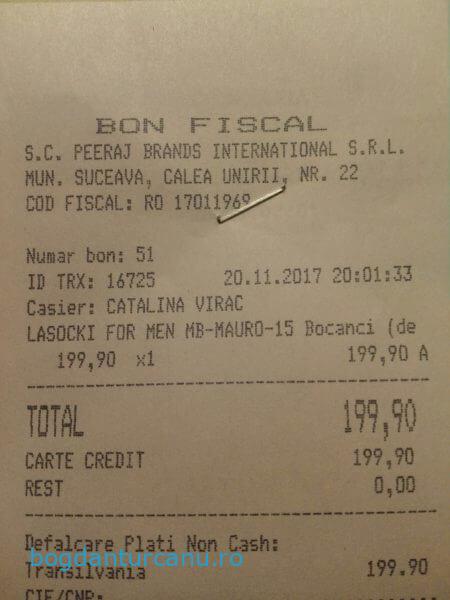 BON FISCAL
S.C. PEERAJ BRANDS INTERNATIONAL S.R.L.
MUN. SUCEAVA, CALEA UNIRII, NR. 22
COD FISCAL: RO 17011969
Numar bon: 51
ID TRX: 16725 20.11.2017 20:01:33
Casier: CATALINA VIRAC
LASOCKI FOR MEN MB-MAURO-15 Bocanci (de
199,90 x1 199,90 A
TOTAL 199,90
CARTE CREDIT 199,90
REST 0,00
Defalcare Plati Non Cash:
bogdanturcanu.ro
Transilvania 199.90
CIF/CNP: